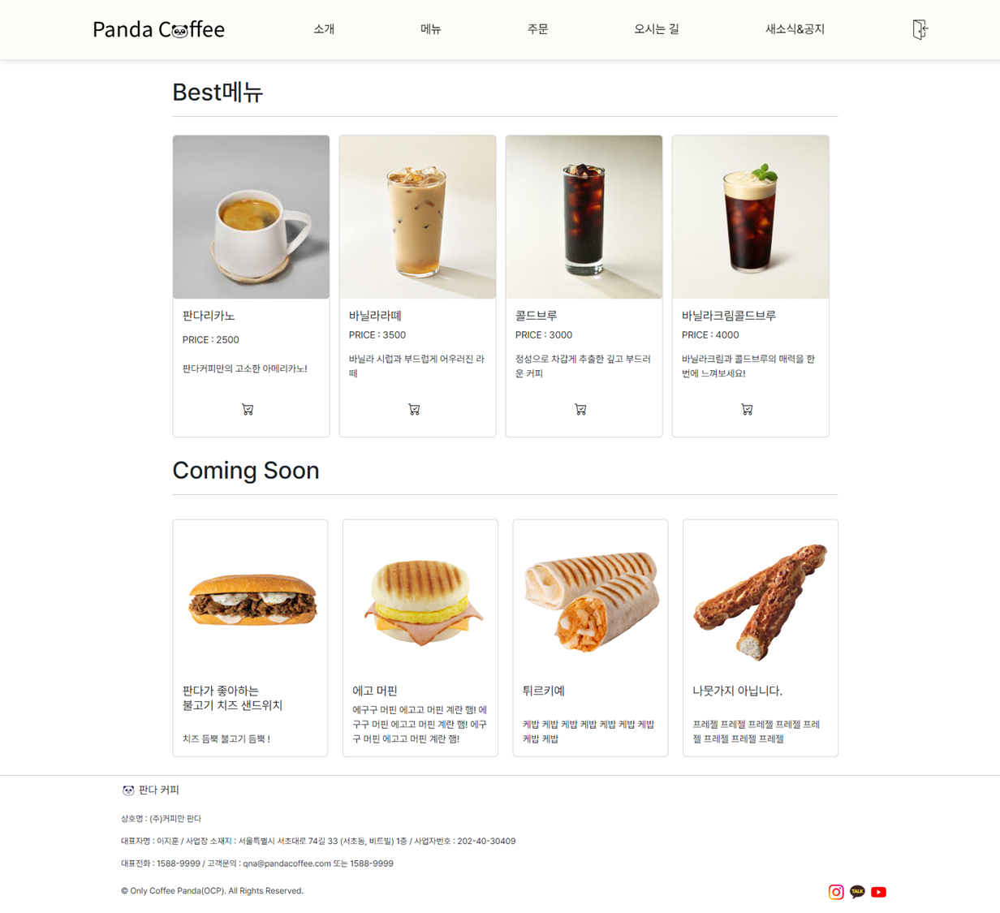 Panda Coffee
소개
메뉴
주문
오시는 길
새소식&공지
Best메뉴
판다리카노
PRICE : 2500
판다커피만의 고소한 아메리카노!
바닐라라떼
PRICE : 3500
바닐라 시럽과 부드럽게 어우러진 라
떼
콜드브루
PRICE : 3000
정성으로 차갑게 추출한 깊고 부드러
운 커피
바닐라크림콜드브루
PRICE : 4000
바닐라크림과 콜드브루의 매력을 한
번에 느껴보세요!
Coming Soon
판다가 좋아하는
불고기 치즈 샌드위치
치즈 듬뿍 불고기 듬뿍 !
에고 머핀
에구구 머핀 에고고 머핀 계란 햄! 에
구구 머핀 에고고 머핀 계란 햄! 에구
구 머핀 에고고 머핀 계란 햄!
튀르키예
케밥 케밥 케밥 케밥 케밥 케밥 케밥
케밥 케밥
나뭇가지 아닙니다.
프레젤 프레젤 프레젤 프레젤 프레
젤 프레젤 프레젤 프레젤
판다 커피
상호명 : (주)커피만 판다
대표자명 : 이지훈 / 사업장 소재지 : 서울특별시 서초대로 74길 33 (서초동, 비트빌) 1층 / 사업자번호 : 202-40-30409
대표전화 : 1588-9999 / 고객문의 : qna@pandacoffee.com 또는 1588-9999
© Only Coffee Panda(OCP). All Rights Reserved.
TALK